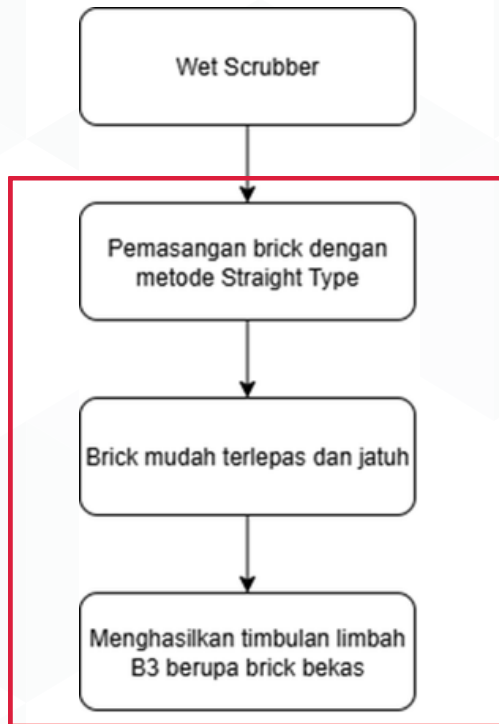 Wet Scrubber
Pemasangan brick dengan
metode Straight Type
Brick mudah terlepas dan jatuh
Menghasilkan timbulan limbah
B3 berupa brick bekas